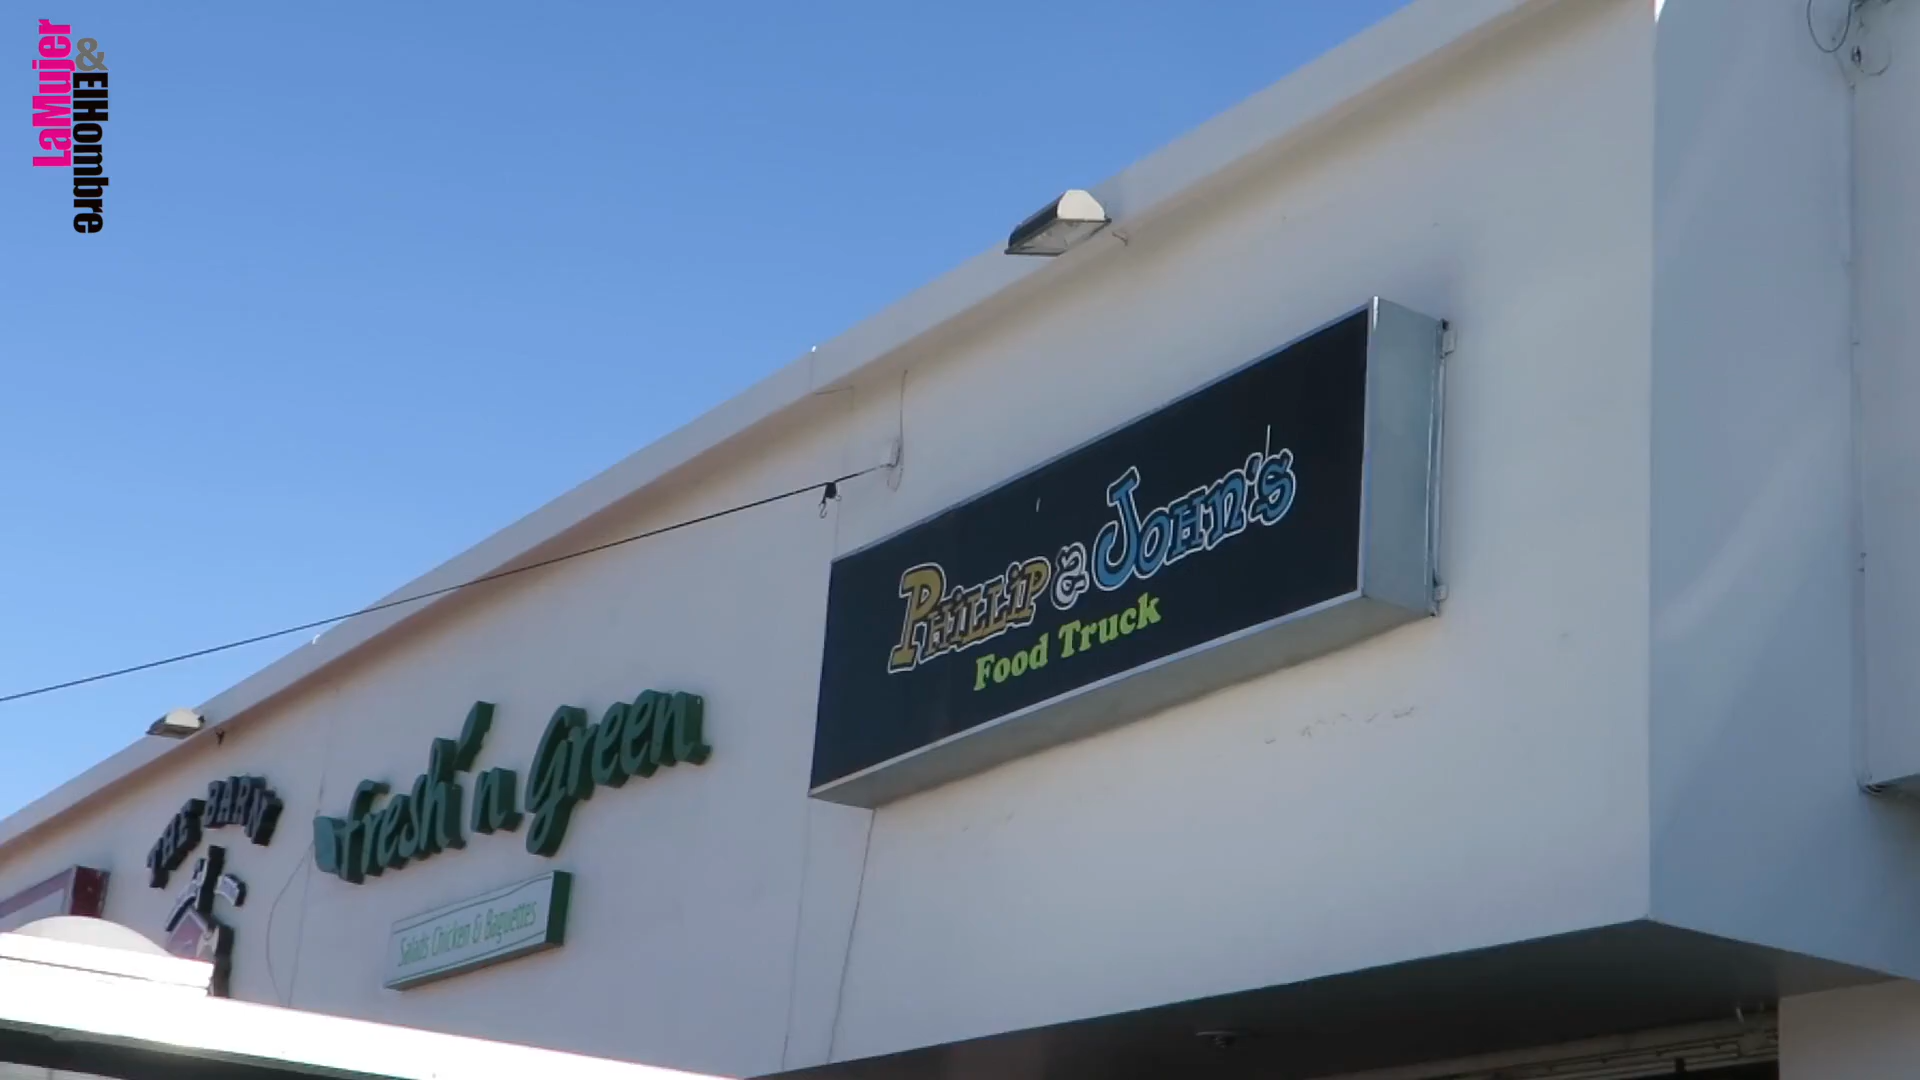 LaMujer
&ElHombre
PHILLIP & JOHN'S
Food Truck
fresh'n Green
Salads Chicken & Baguettes
THE BARN